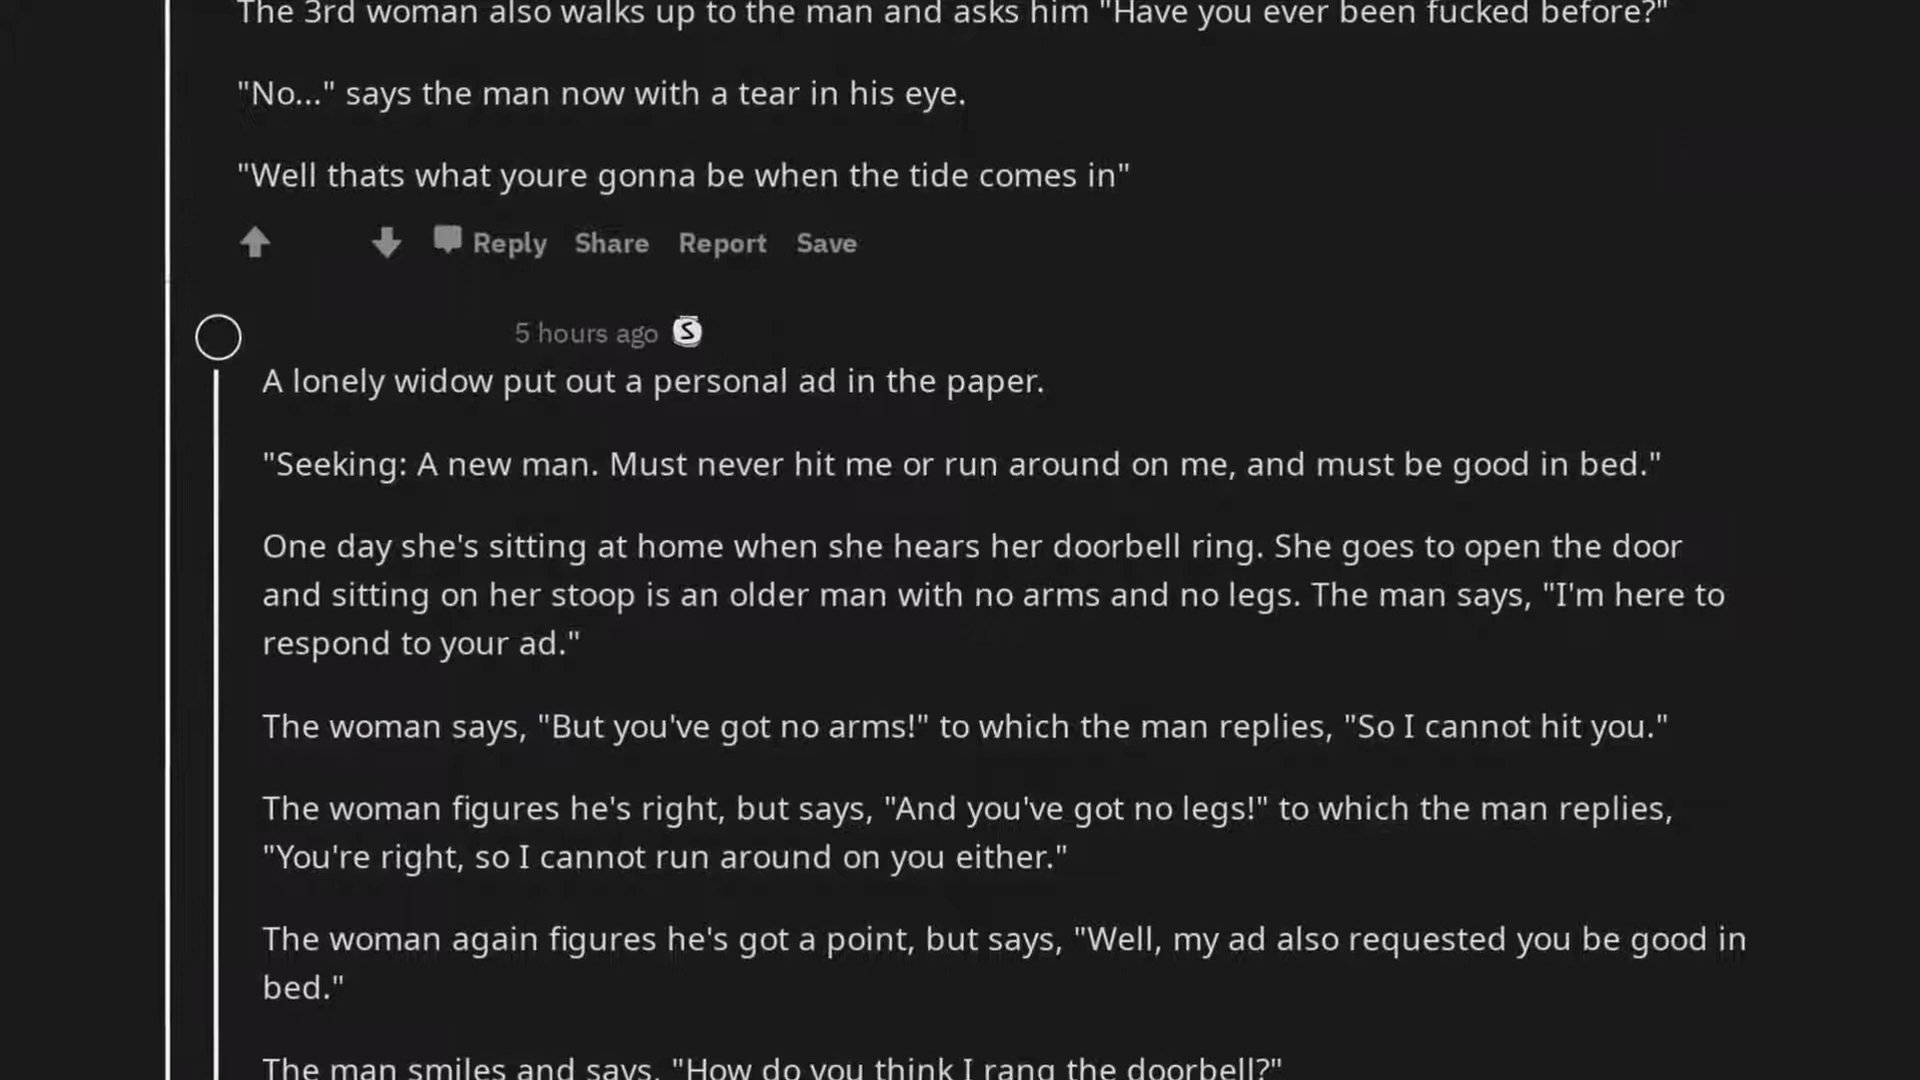 The 3rd woman also walks up to the man and asks him "Have you ever been fucked before?"
"No..." says the man now with a tear in his eye.
"Well thats what youre gonna be when the tide comes in"
Reply Share Report Save
5 hours ago S
A lonely widow put out a personal ad in the paper.
"Seeking: A new man. Must never hit me or run around on me, and must be good in bed."
One day she's sitting at home when she hears her doorbell ring. She goes to open the door
and sitting on her stoop is an older man with no arms and no legs. The man says, "I'm here to
respond to your ad."
The woman says, "But you've got no arms!" to which the man replies, "So I cannot hit you."
The woman figures he's right, but says, "And you've got no legs!" to which the man replies,
"You're right, so I cannot run around on you either."
The woman again figures he's got a point, but says, "Well, my ad also requested you be good in
bed."
The man smiles and says, "How do you think I rang the doorbell?"